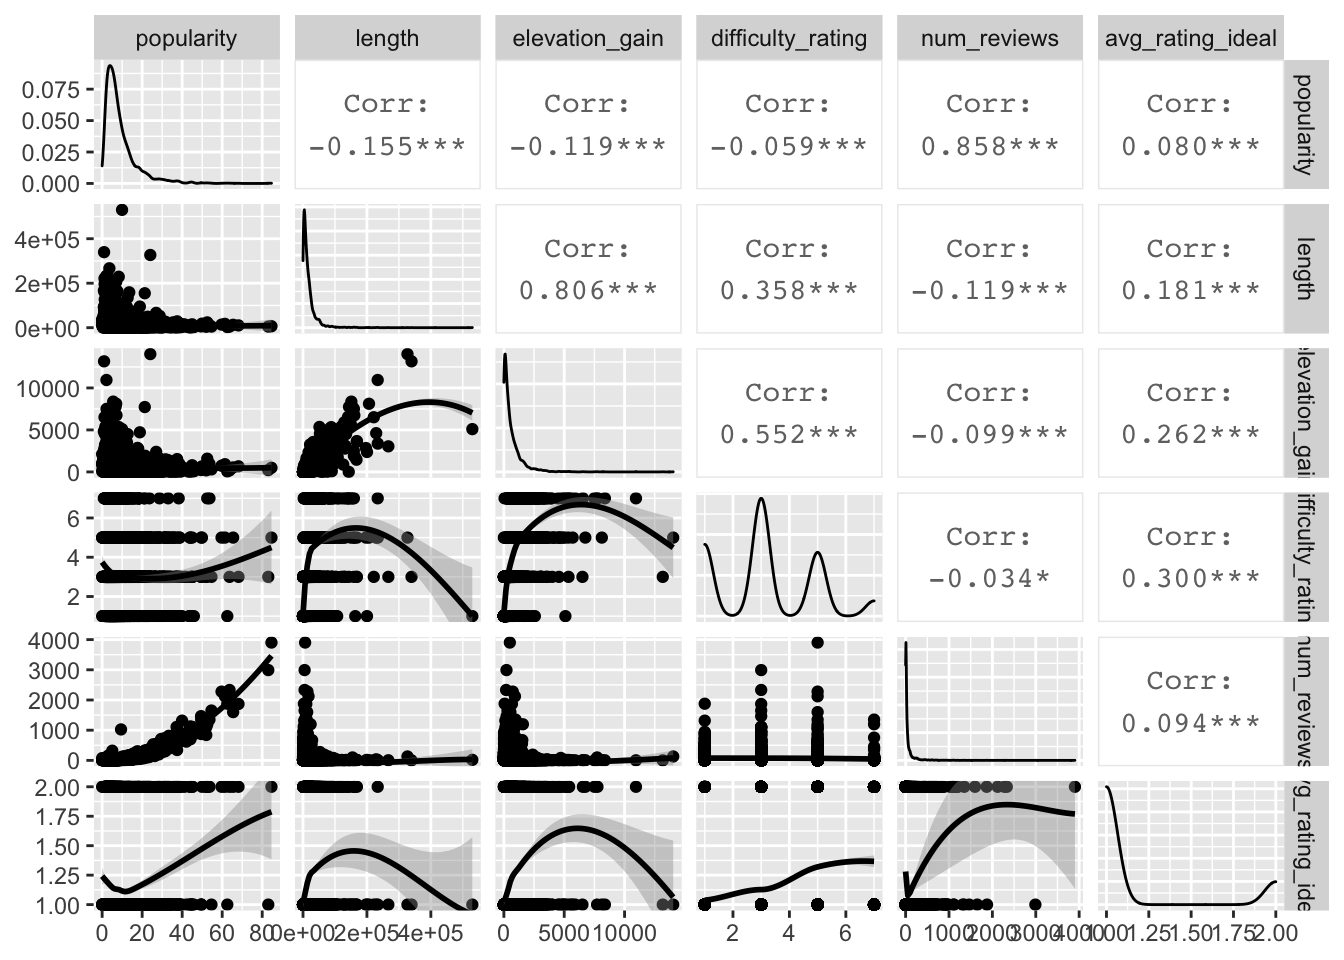 popularity length elevation_gain difficulty_rating num_reviews avg_rating_ideal
0.075
0.050
0.025
0.000
Corr:
-0.155***
Corr:
-0.119***
Corr:
-0.059***
Corr:
0.858***
Corr:
0.080***
popularity
4e+05
2e+05
0e+00
Corr:
0.806***
Corr:
0.358***
Corr:
-0.119***
Corr:
0.181***
length
10000
5000
0
Corr:
0.552***
Corr:
-0.099***
Corr:
0.262***
elevation_gai
6
4
2
Corr:
-0.034*
Corr:
0.300***
ifficulty_ratin
4000
3000
2000
1000
0
Corr:
0.094***
num_reviews
2.00
1.75
1.50
1.25
1.00
vg_rating_ide
0 20 40 60 80 0e+00 2e+05 4e+05 0 5000 10000 2 4 6 0 1000 2000 3000 4000 1.00 1.25 1.50 1.75 2.00